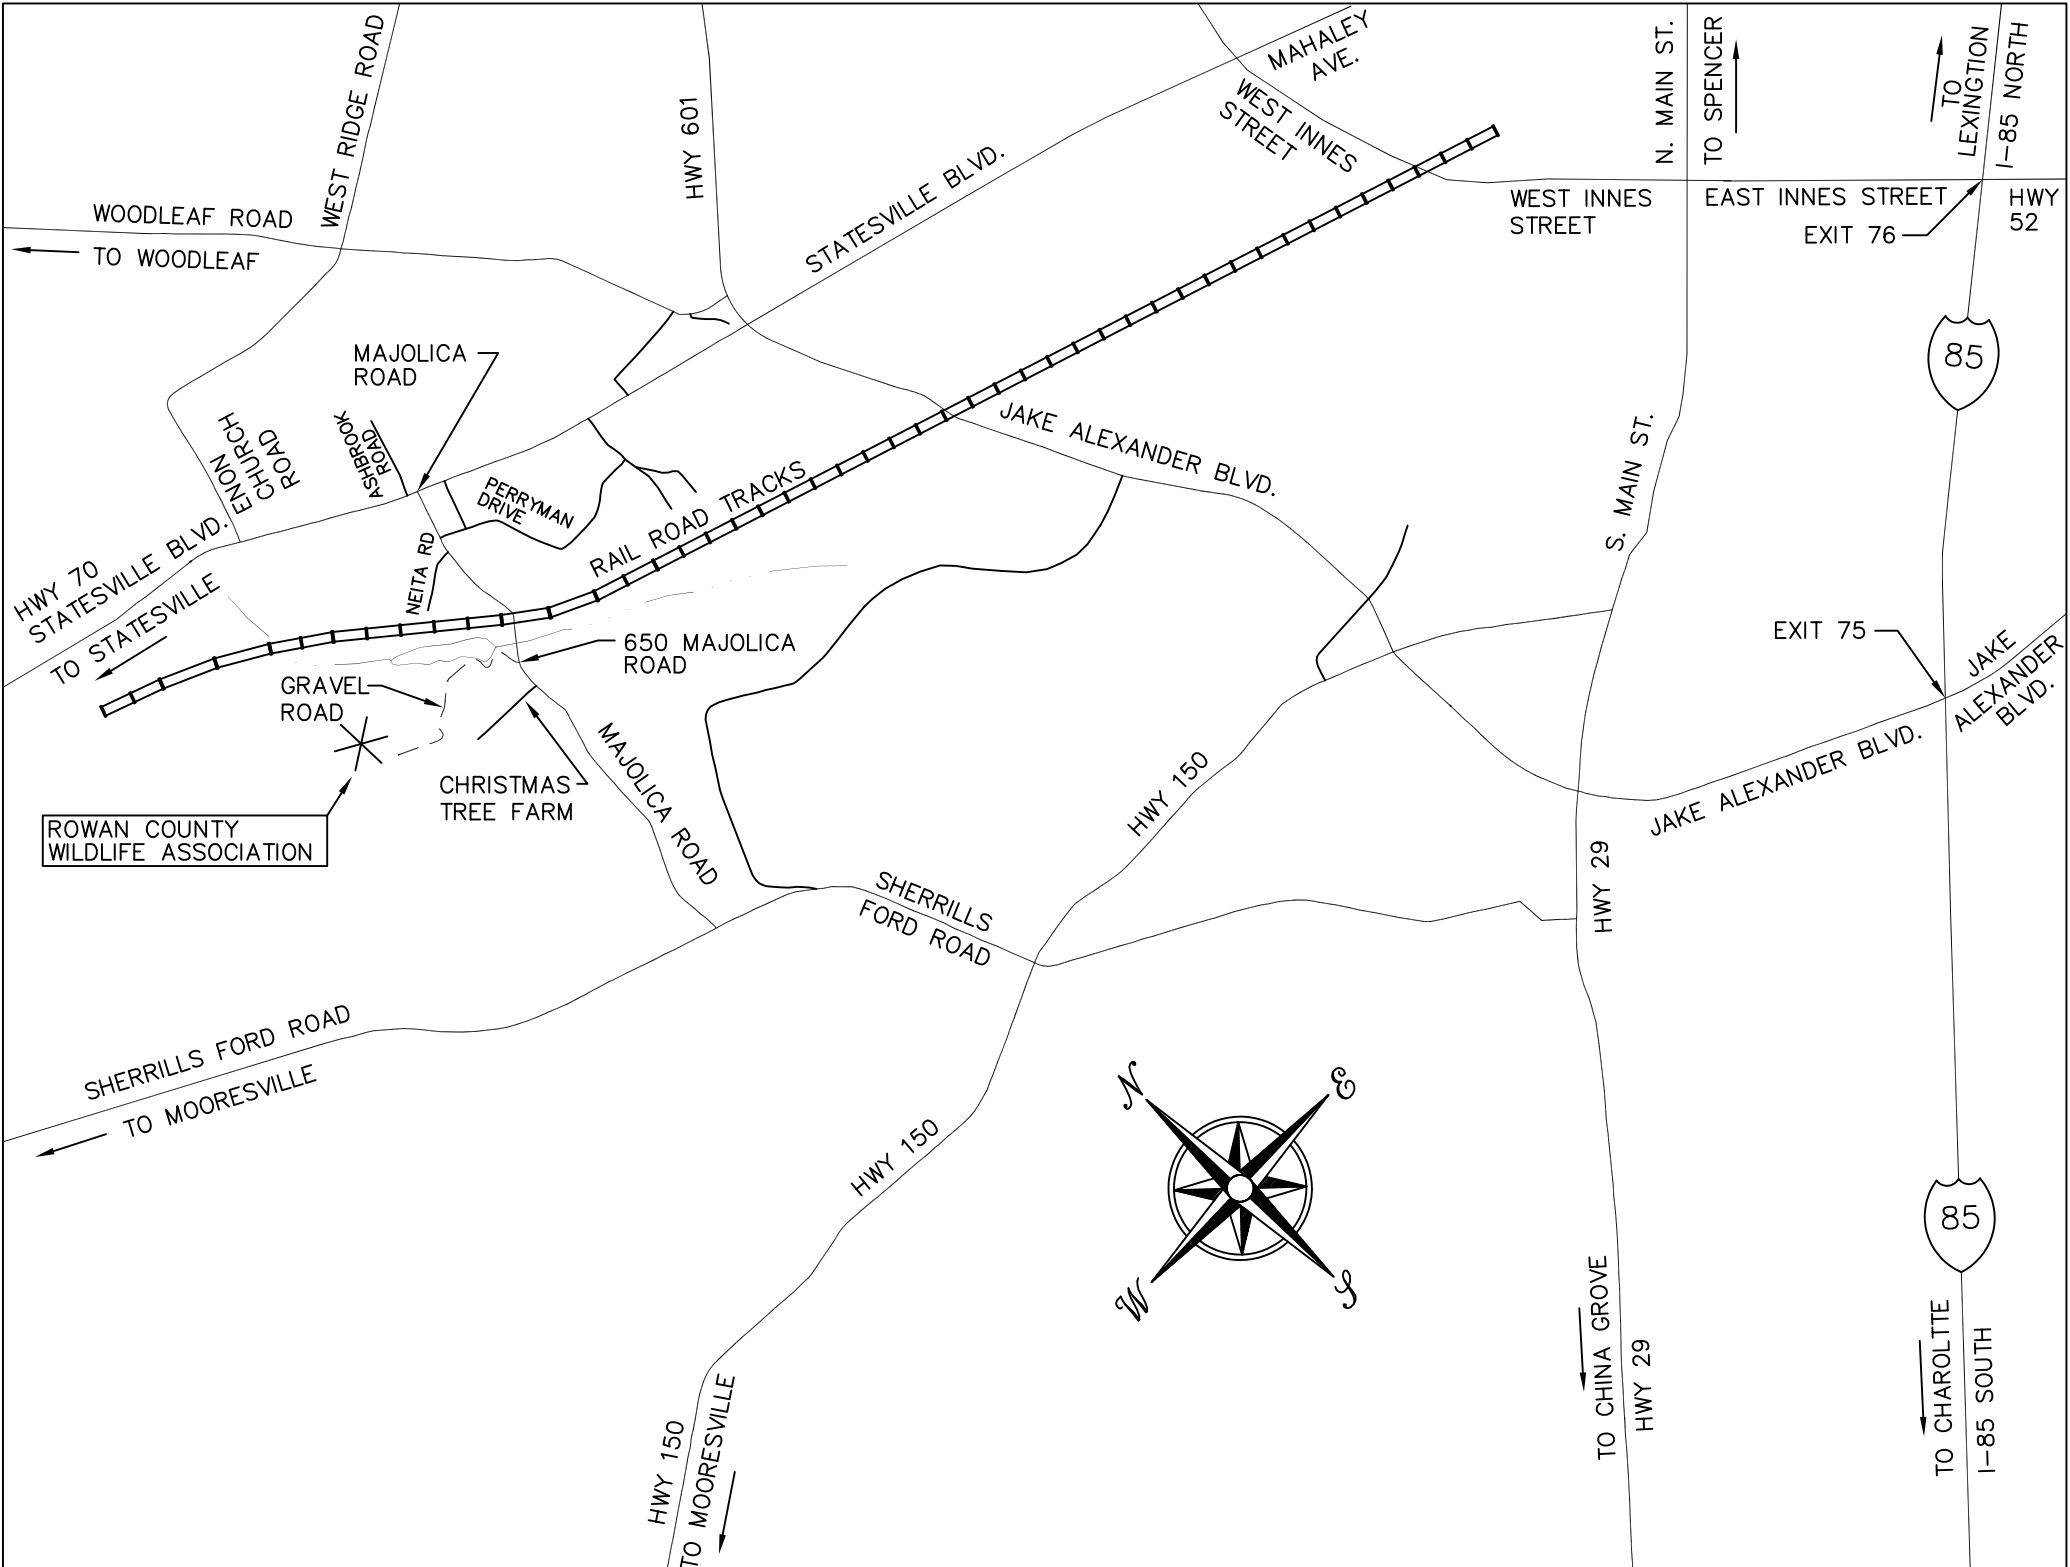 WEST RIDGE ROAD
HWY 601
MAHALEY
AVE.
WEST INNES
STREET
N. MAIN ST.
TO SPENCER
TO
LEXINGTION
I-85 NORTH
WOODLEAF ROAD
TO WOODLEAF
STATESVILLE BLVD.
WEST INNES
STREET
EAST INNES STREET
HWY
52
EXIT 76
85
MAJOLICA
ROAD
ENON
CHURCH
ROAD
ASHBROOK
ROAD
JAKE ALEXANDER BLVD.
S. MAIN ST.
PERRYMAN
DRIVE
RAIL ROAD TRACKS
NEITA RD
HWY 70
STATESVILLE BLVD.
TO STATESVILLE
650 MAJOLICA
ROAD
EXIT 75
JAKE
ALEXANDER
BLVD.
GRAVEL
ROAD
CHRISTMAS
TREE FARM
MAJOLICA ROAD
HWY 150
JAKE ALEXANDER BLVD.
ROWAN COUNTY
WILDLIFE ASSOCIATION
HWY 29
SHERRILLS
FORD ROAD
SHERRILLS FORD ROAD
TO MOORESVILLE
HWY 150
N
E
W
S
85
TO CHINA GROVE
HWY 29
TO CHAROLTTE
I-85 SOUTH
HWY 150
TO MOORESVILLE